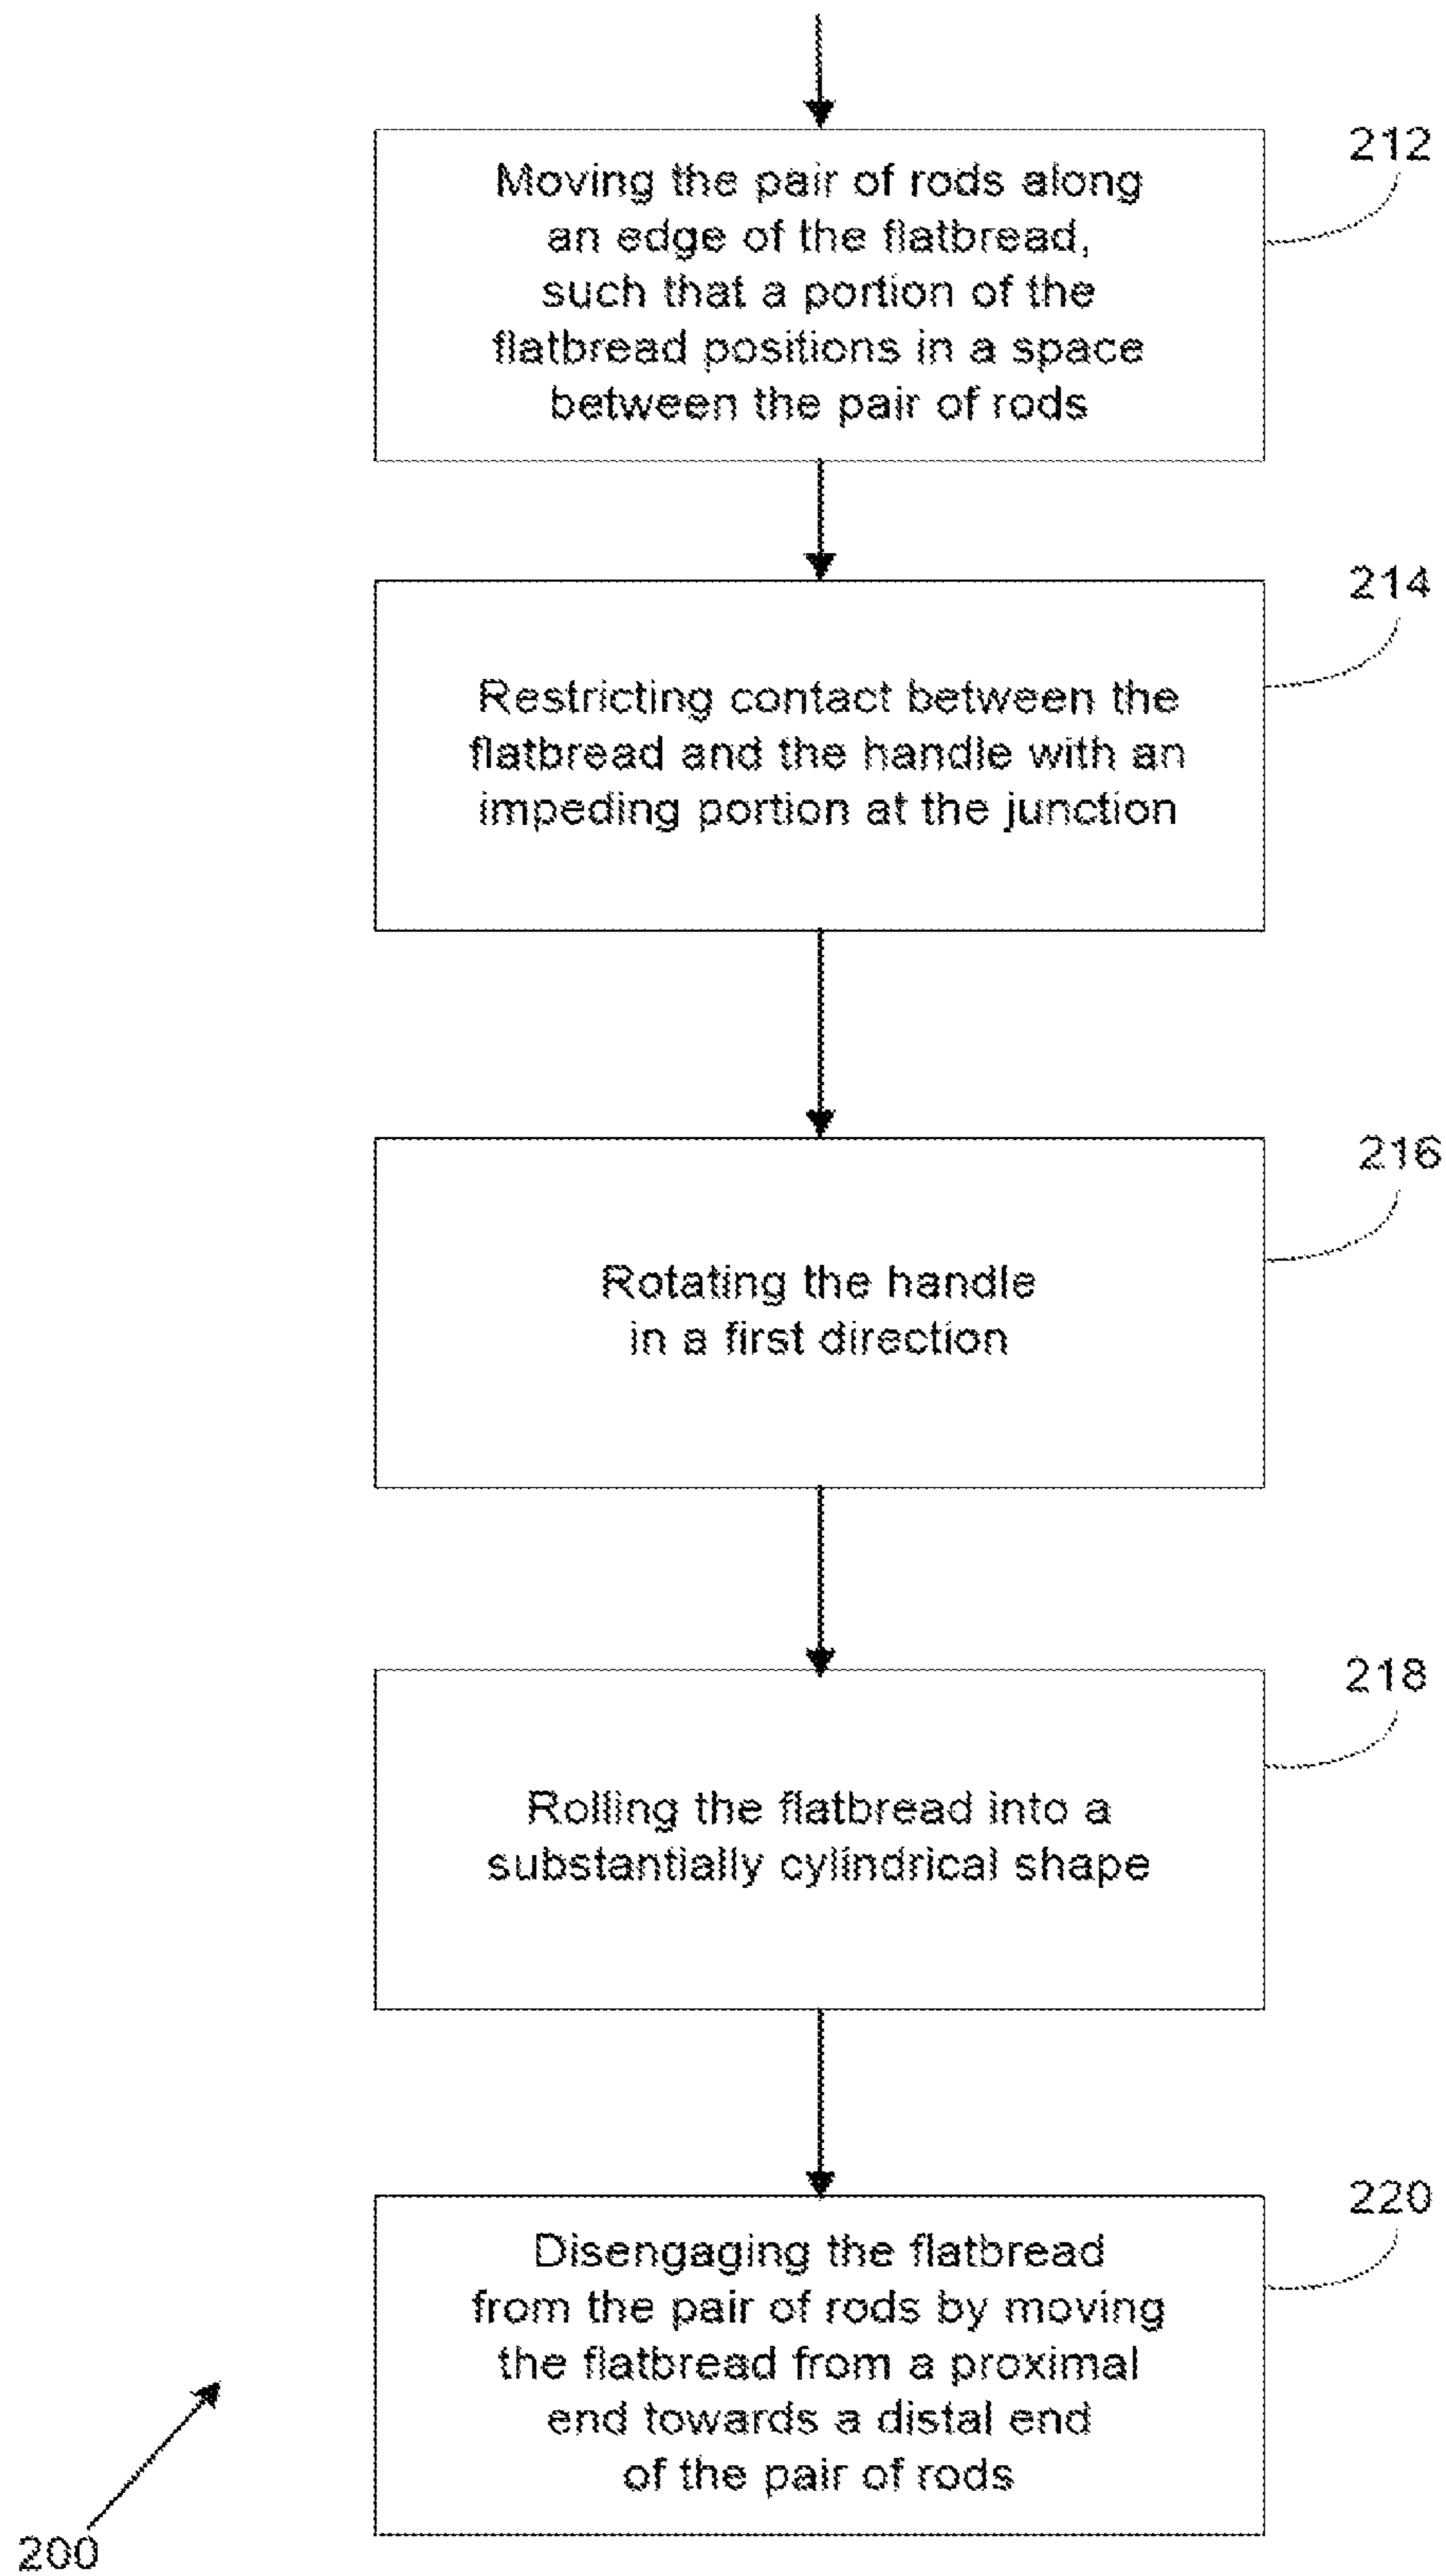 212
Moving the pair of rods along
an edge of the flatbread,
such that a portion of the
flatbread positions in a space
between the pair of rods
214
Restricting contact between the
flatbread and the handle with an
impeding portion at the junction
216
Rotating the handle
in a first direction
218
Rolling the flatbread into a
substantially cylindrical shape
220
Disengaging the flatbread
from the pair of rods by moving
the flatbread from a proximal
end towards a distal end
of the pair of rods
200